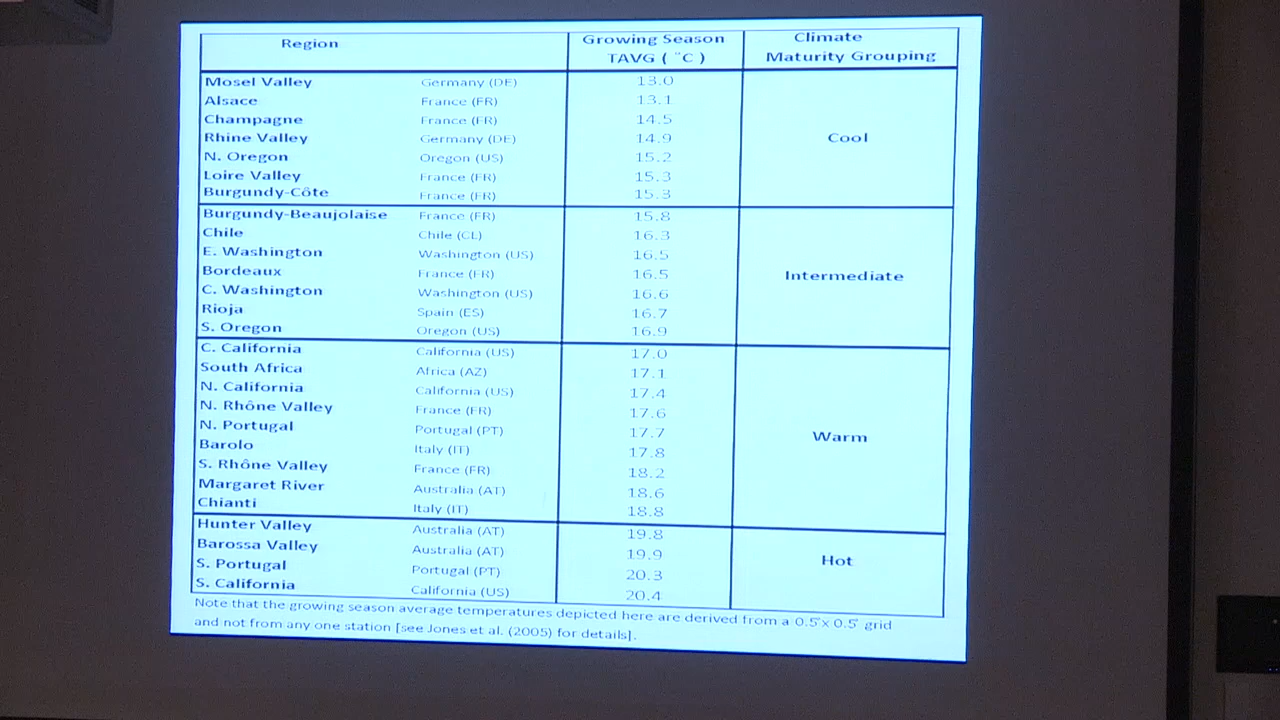 Region Growing Season TAVG ( °C ) Climate Maturity Grouping
Mosel Valley Germany (DE) 13.0
Alsace France (FR) 13.1
Champagne France (FR) 14.5
Rhine Valley Germany (DE) 14.9 Cool
N. Oregon Oregon (US) 15.2
Loire Valley France (FR) 15.3
Burgundy-Côte France (FR) 15.3
Burgundy-Beaujolaise France (FR) 15.8
Chile Chile (CL) 16.3
E. Washington Washington (US) 16.5
Bordeaux France (FR) 16.5 Intermediate
C. Washington Washington (US) 16.6
Rioja Spain (ES) 16.7
S. Oregon Oregon (US) 16.9
C. California California (US) 17.0
South Africa Africa (AZ) 17.1
N. California California (US) 17.4
N. Rhône Valley France (FR) 17.6
N. Portugal Portugal (PT) 17.7 Warm
Barolo Italy (IT) 17.8
S. Rhône Valley France (FR) 18.2
Margaret River Australia (AT) 18.6
Chianti Italy (IT) 18.8
Hunter Valley Australia (AT) 19.8
Barossa Valley Australia (AT) 19.9 Hot
S. Portugal Portugal (PT) 20.3
S. California California (US) 20.4
Note that the growing season average temperatures depicted here are derived from a 0.5°x 0.5° grid
and not from any one station [see Jones et al. (2005) for details].